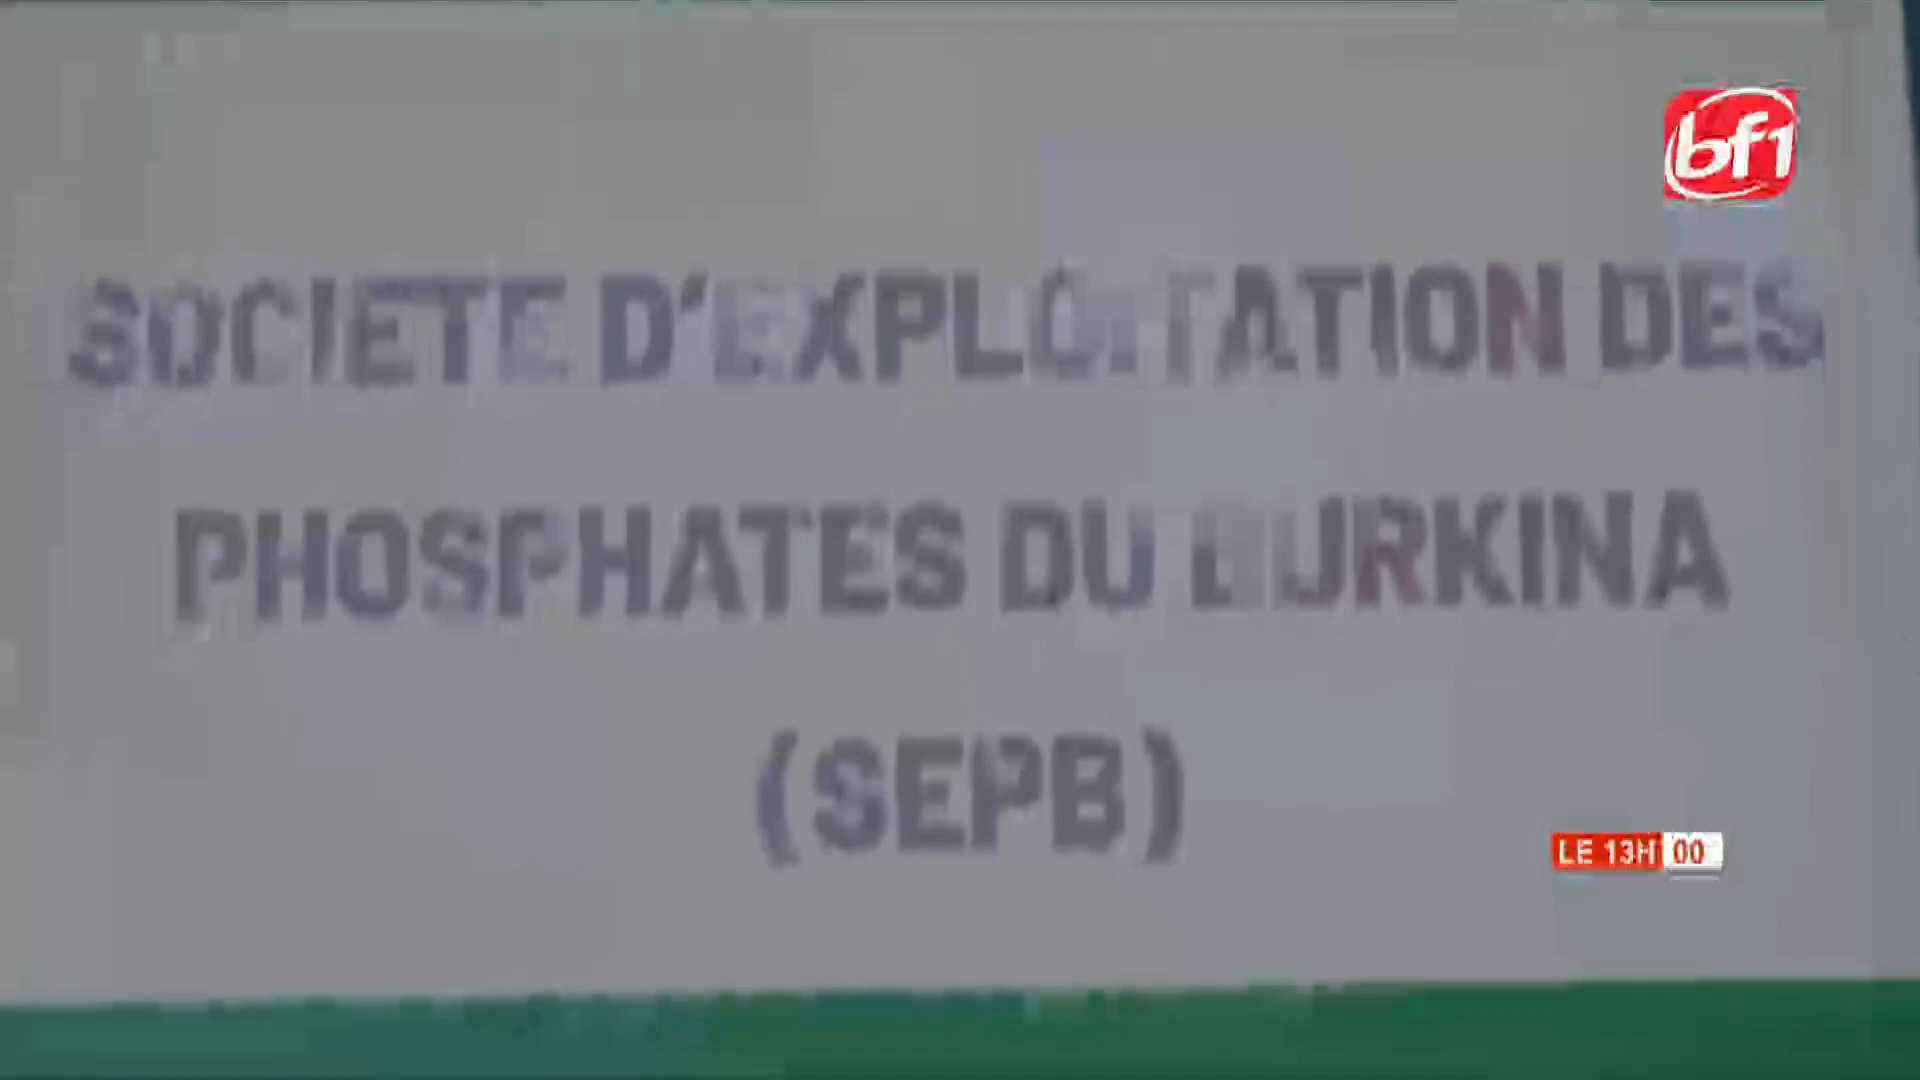 bf1
SOCIETE D'EXPLOITATION DES
PHOSPHATES DU BURKINA
(SEPB)
LE 13H 00